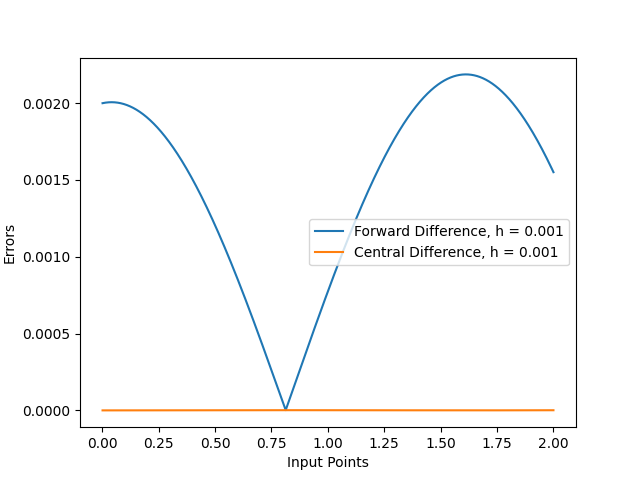 0.0020
0.0015
0.0010
0.0005
0.0000
Errors
Forward Difference, h = 0.001
Central Difference, h = 0.001
0.00 0.25 0.50 0.75 1.00 1.25 1.50 1.75 2.00
Input Points